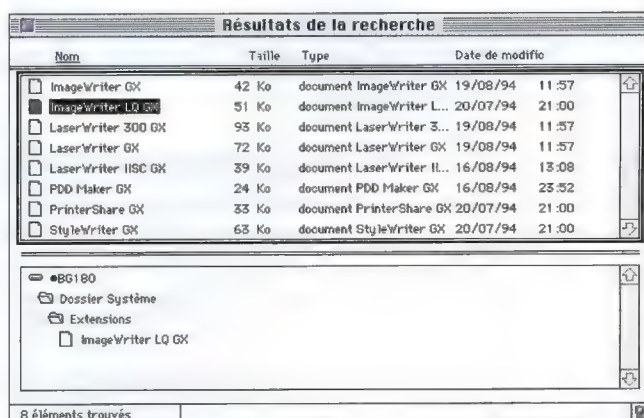 Résultats de la recherche
Nom Taille Type Date de modific
ImageWriter GX 42 Ko document ImageWriter GX 19/08/94 11:57
ImageWriter LQ GX 51 Ko document ImageWriter L... 20/07/94 21:00
LaserWriter 300 GX 93 Ko document LaserWriter 3... 19/08/94 11:57
LaserWriter GX 72 Ko document LaserWriter GX 19/08/94 11:57
LaserWriter IISC GX 39 Ko document LaserWriter II... 16/08/94 13:08
PDD Maker GX 24 Ko document PDD Maker GX 16/08/94 23:52
PrinterShare GX 33 Ko document PrinterShare GX 20/07/94 21:00
StyleWriter GX 63 Ko document StyleWriter GX 20/07/94 21:00
●BG180
Dossier Système
Extensions
ImageWriter LQ GX
8 éléments trouvés